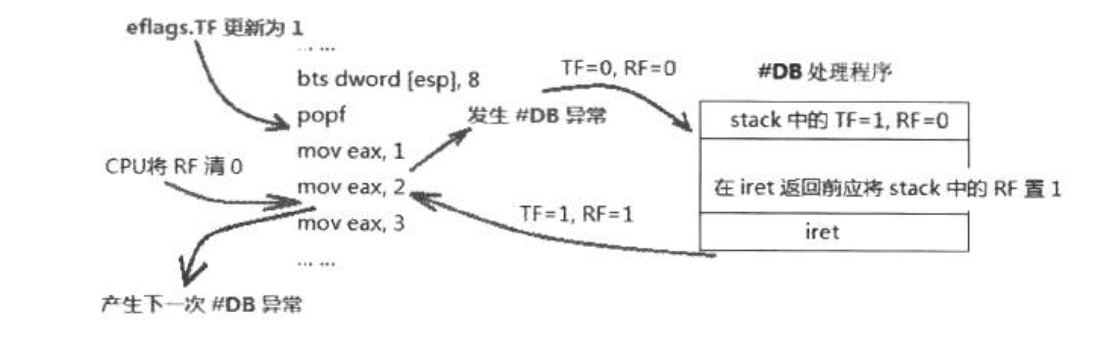 eflags.TF 更新为 1
... ...
bts dword [esp], 8
popf
mov eax, 1
mov eax, 2
mov eax, 3
... ...
CPU将 RF 清 0
产生下一次 #DB 异常
发生 #DB 异常
TF=0, RF=0
TF=1, RF=1
#DB 处理程序
stack 中的 TF=1, RF=0
在 iret 返回前应将 stack 中的 RF 置 1
iret